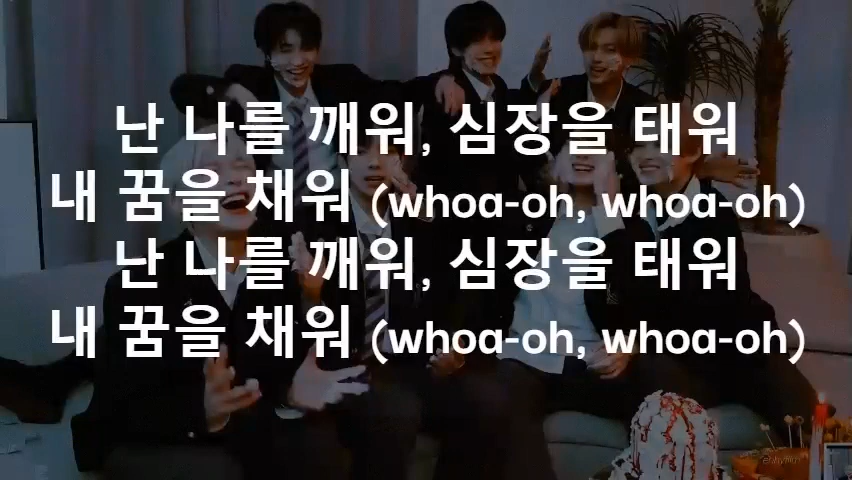 난 나를 깨워, 심장을 태워
내 꿈을 채워 (whoa-oh, whoa-oh)
난 나를 깨워, 심장을 태워
내 꿈을 채워 (whoa-oh, whoa-oh)